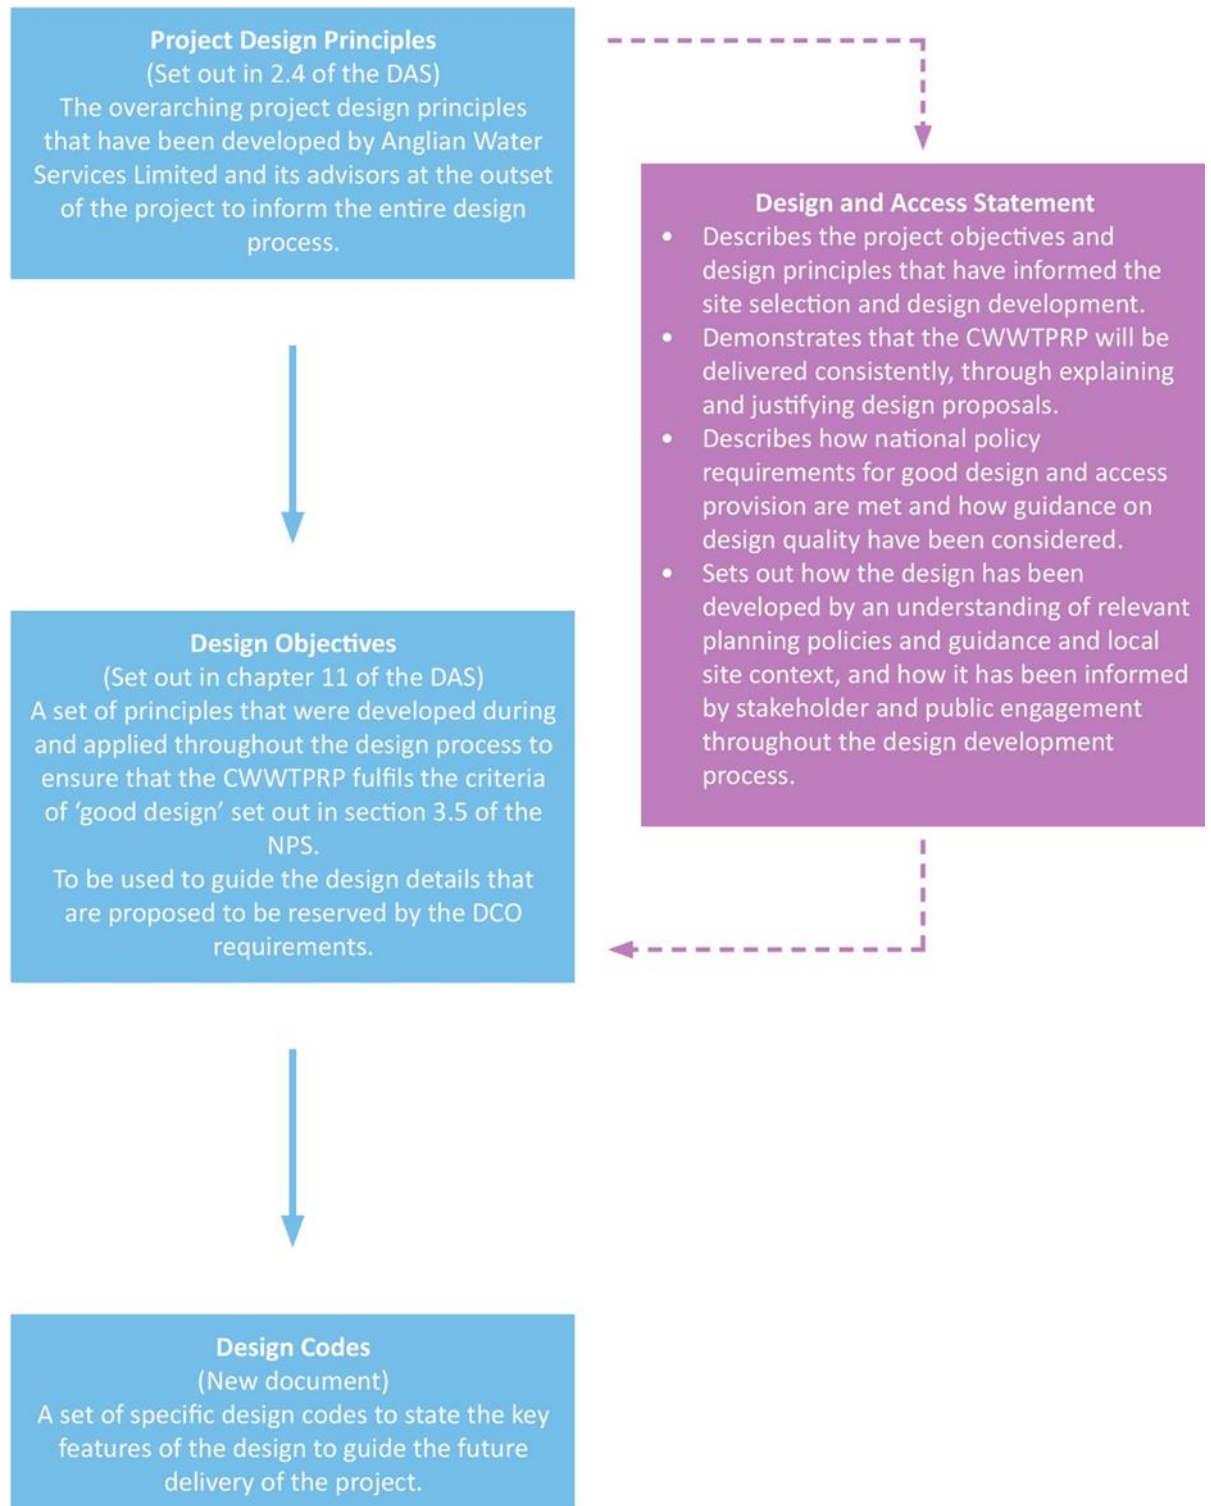 Project Design Principles
(Set out in 2.4 of the DAS)
The overarching project design principles
that have been developed by Anglian Water
Services Limited and its advisors at the outset
of the project to inform the entire design
process.
Design and Access Statement
• Describes the project objectives and
design principles that have informed the
site selection and design development.
• Demonstrates that the CWWTPRP will be
delivered consistently, through explaining
and justifying design proposals.
• Describes how national policy
requirements for good design and access
provision are met and how guidance on
design quality have been considered.
• Sets out how the design has been
developed by an understanding of relevant
planning policies and guidance and local
site context, and how it has been informed
by stakeholder and public engagement
throughout the design development
process.
Design Objectives
(Set out in chapter 11 of the DAS)
A set of principles that were developed during
and applied throughout the design process to
ensure that the CWWTPRP fulfils the criteria
of ‘good design’ set out in section 3.5 of the
NPS.
To be used to guide the design details that
are proposed to be reserved by the DCO
requirements.
Design Codes
(New document)
A set of specific design codes to state the key
features of the design to guide the future
delivery of the project.